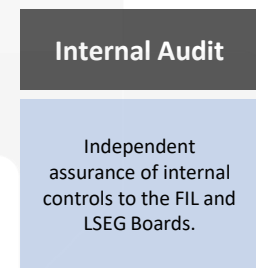 Internal Audit
Independent
assurance of internal
controls to the FIL and
LSEG Boards.